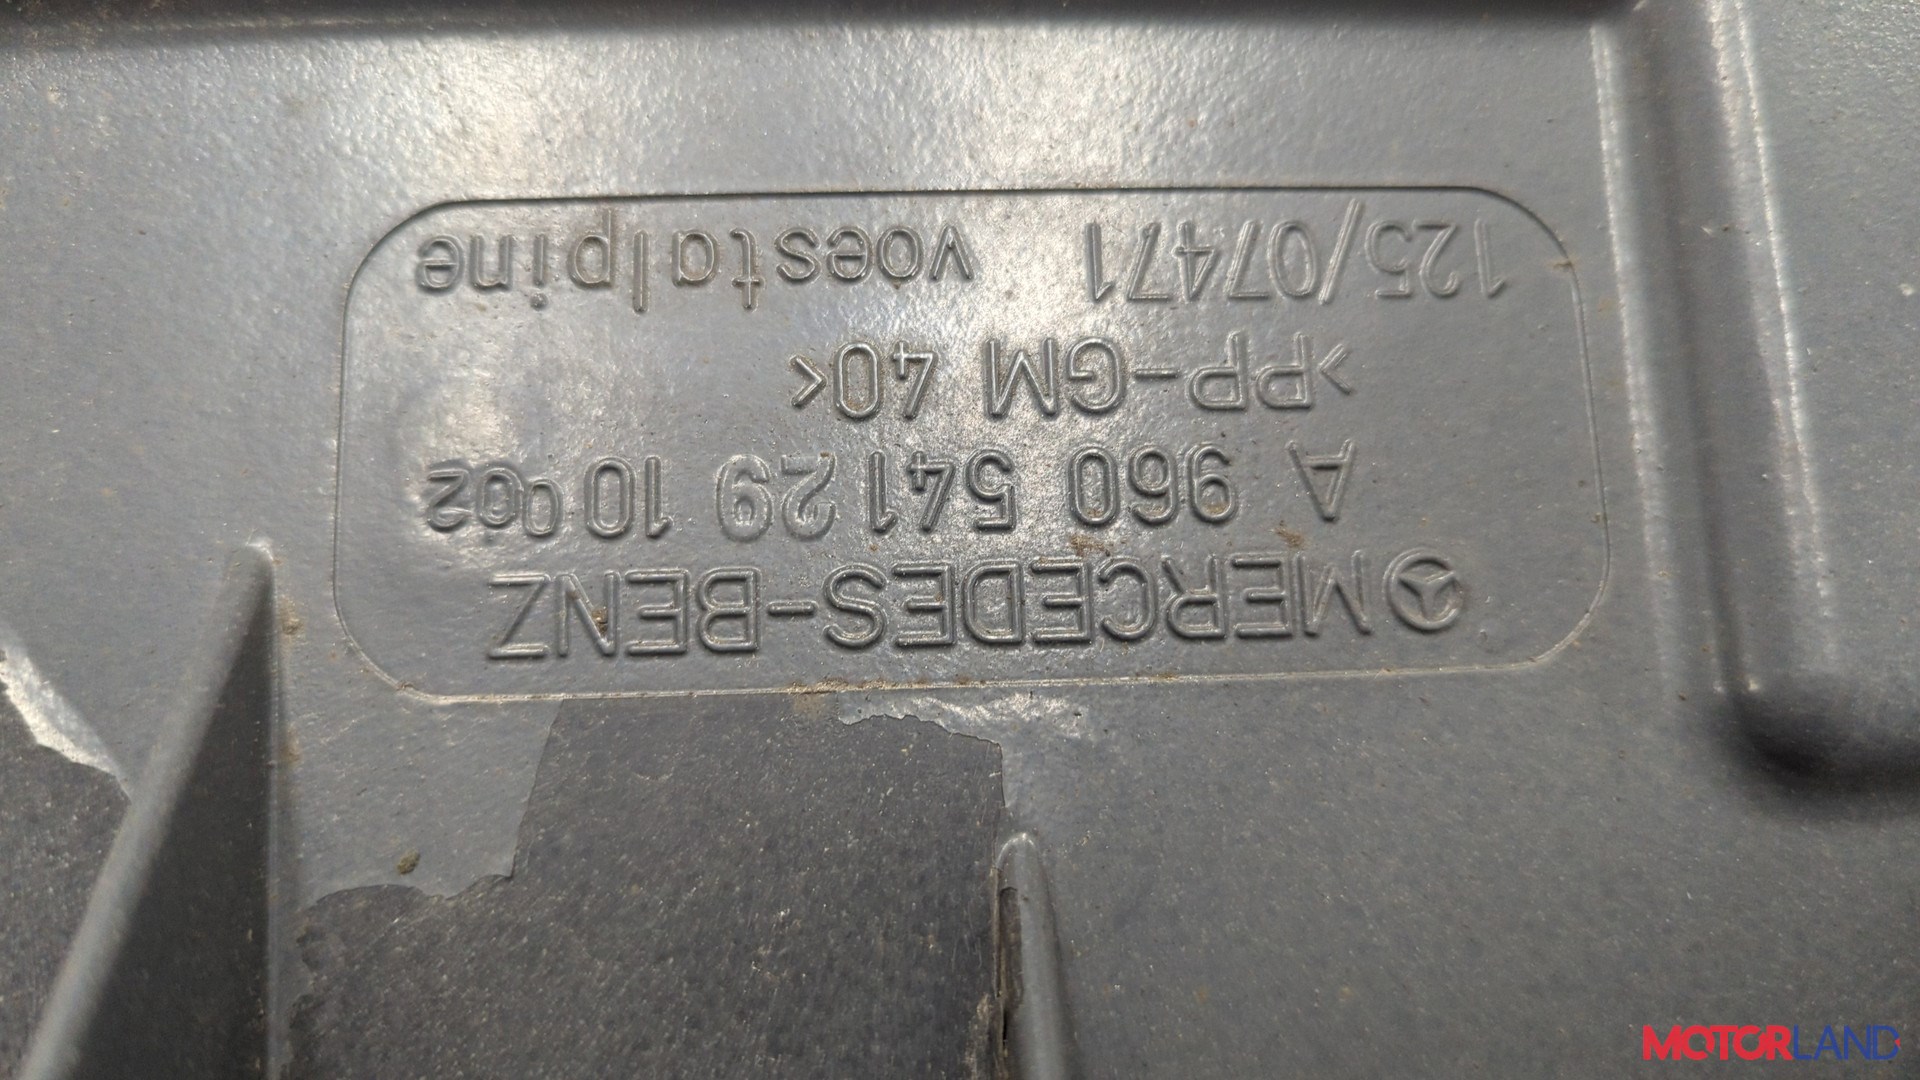 MERCEDES-BENZ
A 960 541 29 10 002
>PP-GM 40<
125/07471 voestalpine
MOTORLAND